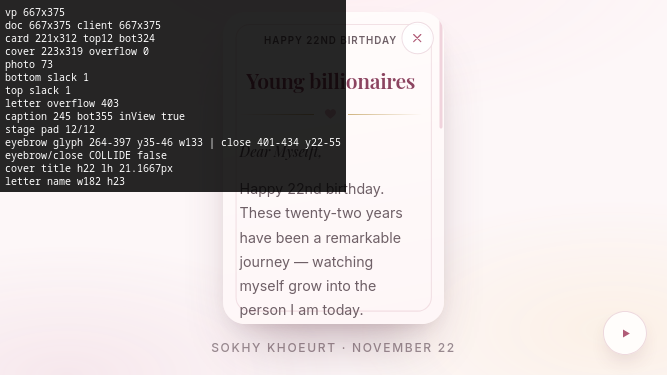 vp 667x375
doc 667x375 client 667x375
card 221x312 top12 bot324
cover 223x319 overflow 0
photo 73
bottom slack 1
top slack 1
letter overflow 403
caption 245 bot355 inView true
stage pad 12/12
eyebrow glyph 264-397 y35-46 w133 | close 401-434 y22-55
eyebrow/close COLLIDE false
cover title h22 lh 21.1667px
letter name w182 h23
HAPPY 22ND BIRTHDAY
Young billionaires
Dear Myself,
Happy 22nd birthday.
These twenty-two years
have been a remarkable
journey — watching
myself grow into the
person I am today.
SOKHY KHOEURT · NOVEMBER 22